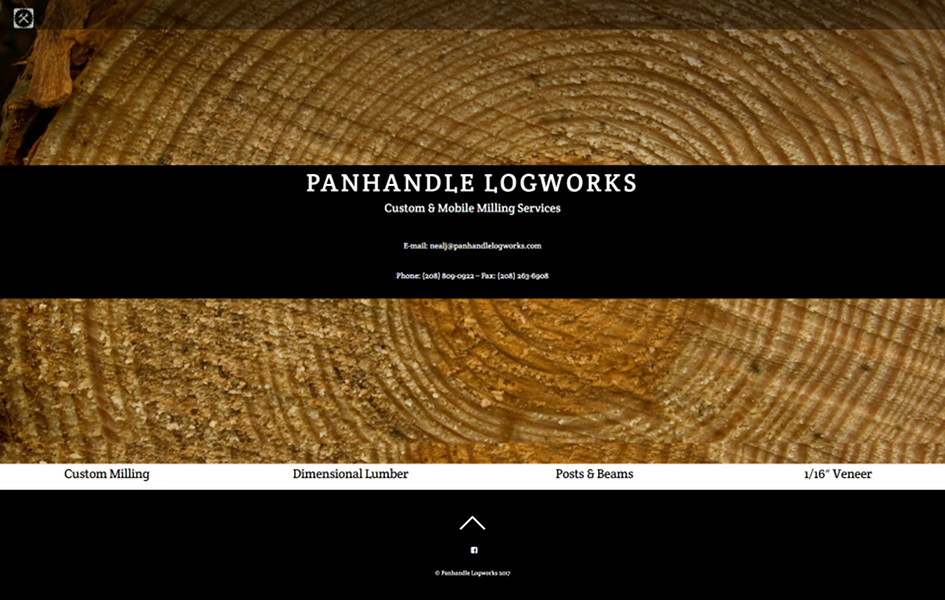 PANHANDLE LOGWORKS
Custom & Mobile Milling Services
E-mail: nealj@panhandlelogworks.com
Phone: (208) 809-0922 – Fax: (208) 263-6908
Custom Milling Dimensional Lumber Posts & Beams 1/16" Veneer
© Panhandle Logworks 2017